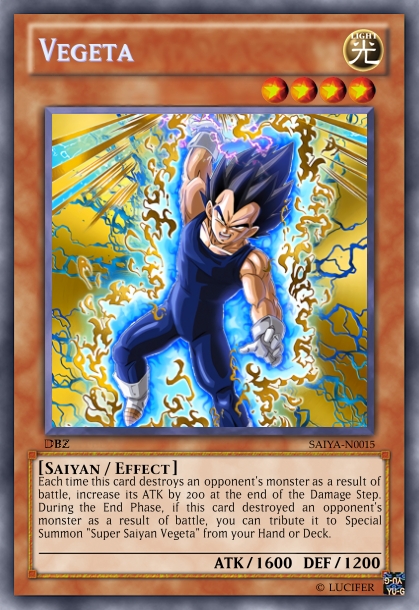 VEGETA
LIGHT
光
DBZ
SAIYA-N0015
[SAIYAN / EFFECT]
Each time this card destroys an opponent's monster as a result of
battle, increase its ATK by 200 at the end of the Damage Step.
During the End Phase, if this card destroyed an opponent's
monster as a result of battle, you can tribute it to Special
Summon "Super Saiyan Vegeta" from your Hand or Deck.
ATK / 1600 DEF / 1200
© LUCIFER